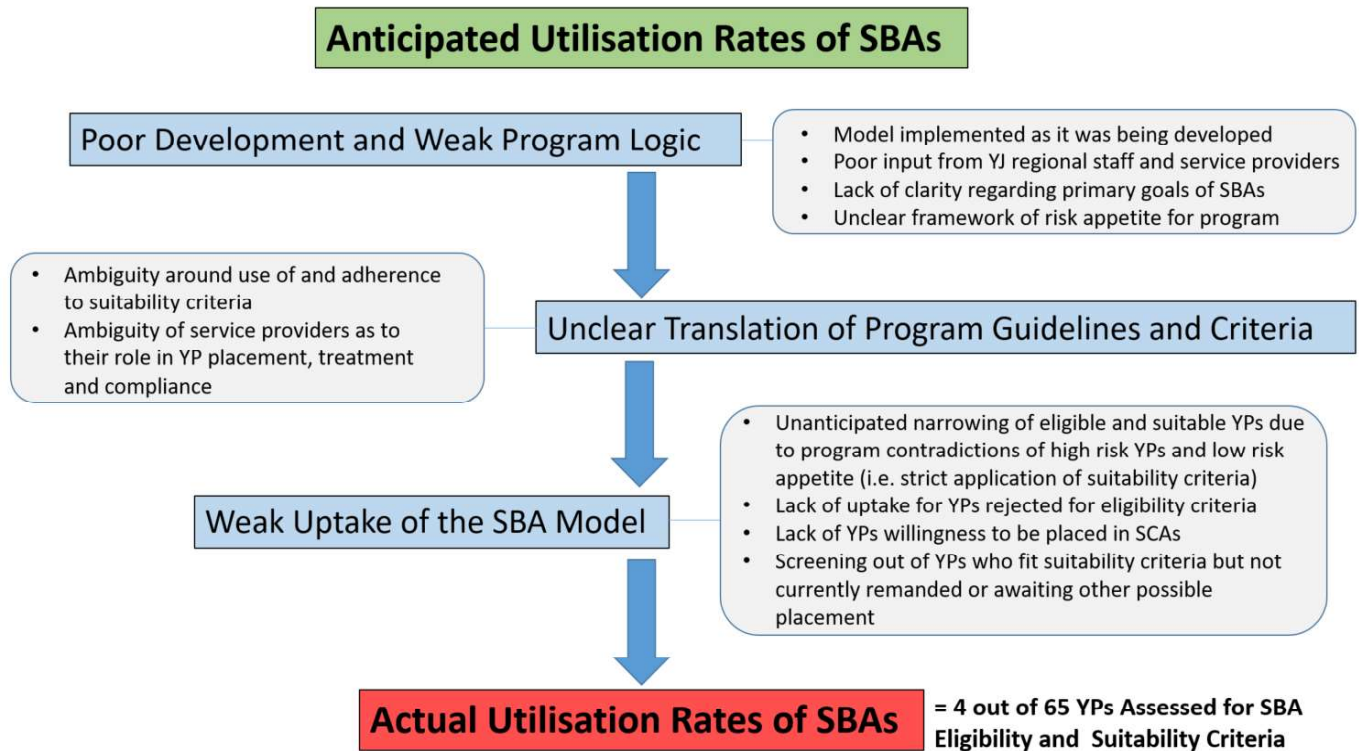 Anticipated Utilisation Rates of SBAs
Poor Development and Weak Program Logic
• Model implemented as it was being developed
• Poor input from YJ regional staff and service providers
• Lack of clarity regarding primary goals of SBAs
• Unclear framework of risk appetite for program
• Ambiguity around use of and adherence
to suitability criteria
• Ambiguity of service providers as to
their role in YP placement, treatment
and compliance
Unclear Translation of Program Guidelines and Criteria
• Unanticipated narrowing of eligible and suitable YPs due
to program contradictions of high risk YPs and low risk
appetite (i.e. strict application of suitability criteria)
• Lack of uptake for YPs rejected for eligibility criteria
• Lack of YPs willingness to be placed in SCAs
• Screening out of YPs who fit suitability criteria but not
currently remanded or awaiting other possible
placement
Weak Uptake of the SBA Model
Actual Utilisation Rates of SBAs
= 4 out of 65 YPs Assessed for SBA
Eligibility and Suitability Criteria